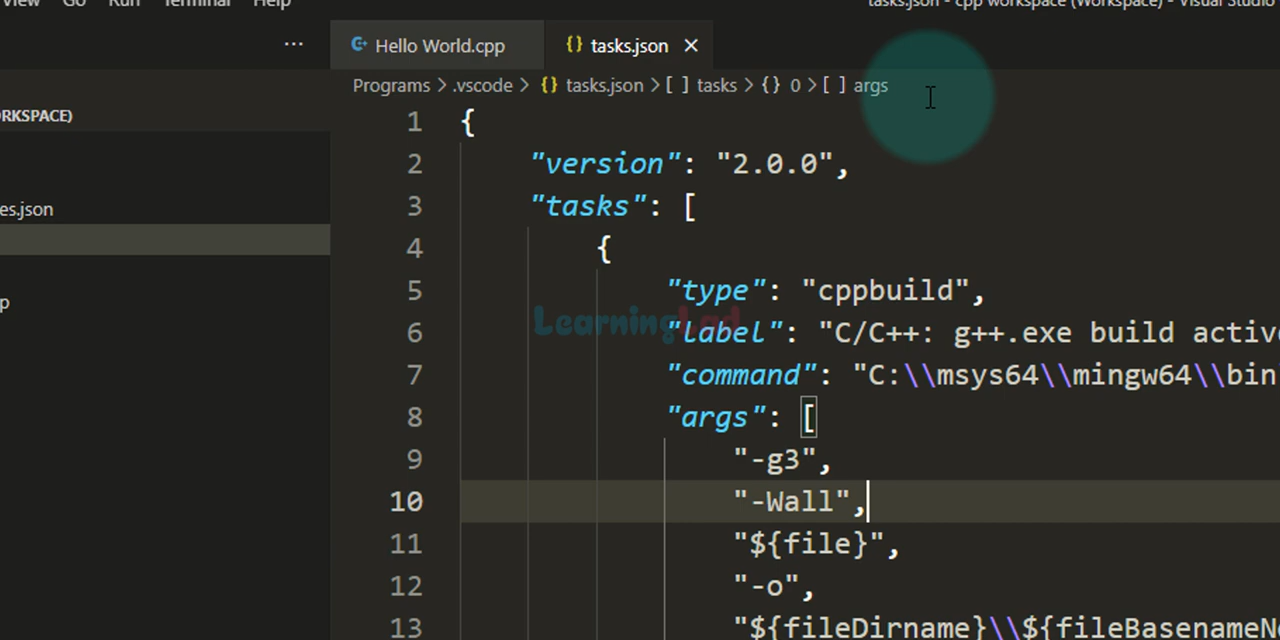 View Go Run Terminal Help
tasks.json - cpp workspace (Workspace) - Visual Studio
Hello World.cpp
{} tasks.json ×
RKSPACE)
Programs > .vscode > {} tasks.json > [ ] tasks > {} 0 > [ ] args
es.json
p
1 {
2 "version": "2.0.0",
3 "tasks": [
4 {
5 "type": "cppbuild",
LearningLad
6 "label": "C/C++: g++.exe build active
7 "command": "C:\\msys64\\mingw64\\bin
8 "args": [
9 "-g3",
10 "-Wall",
11 "${file}",
12 "-o",
13 "${fileDirname}\\${fileBasenameNo